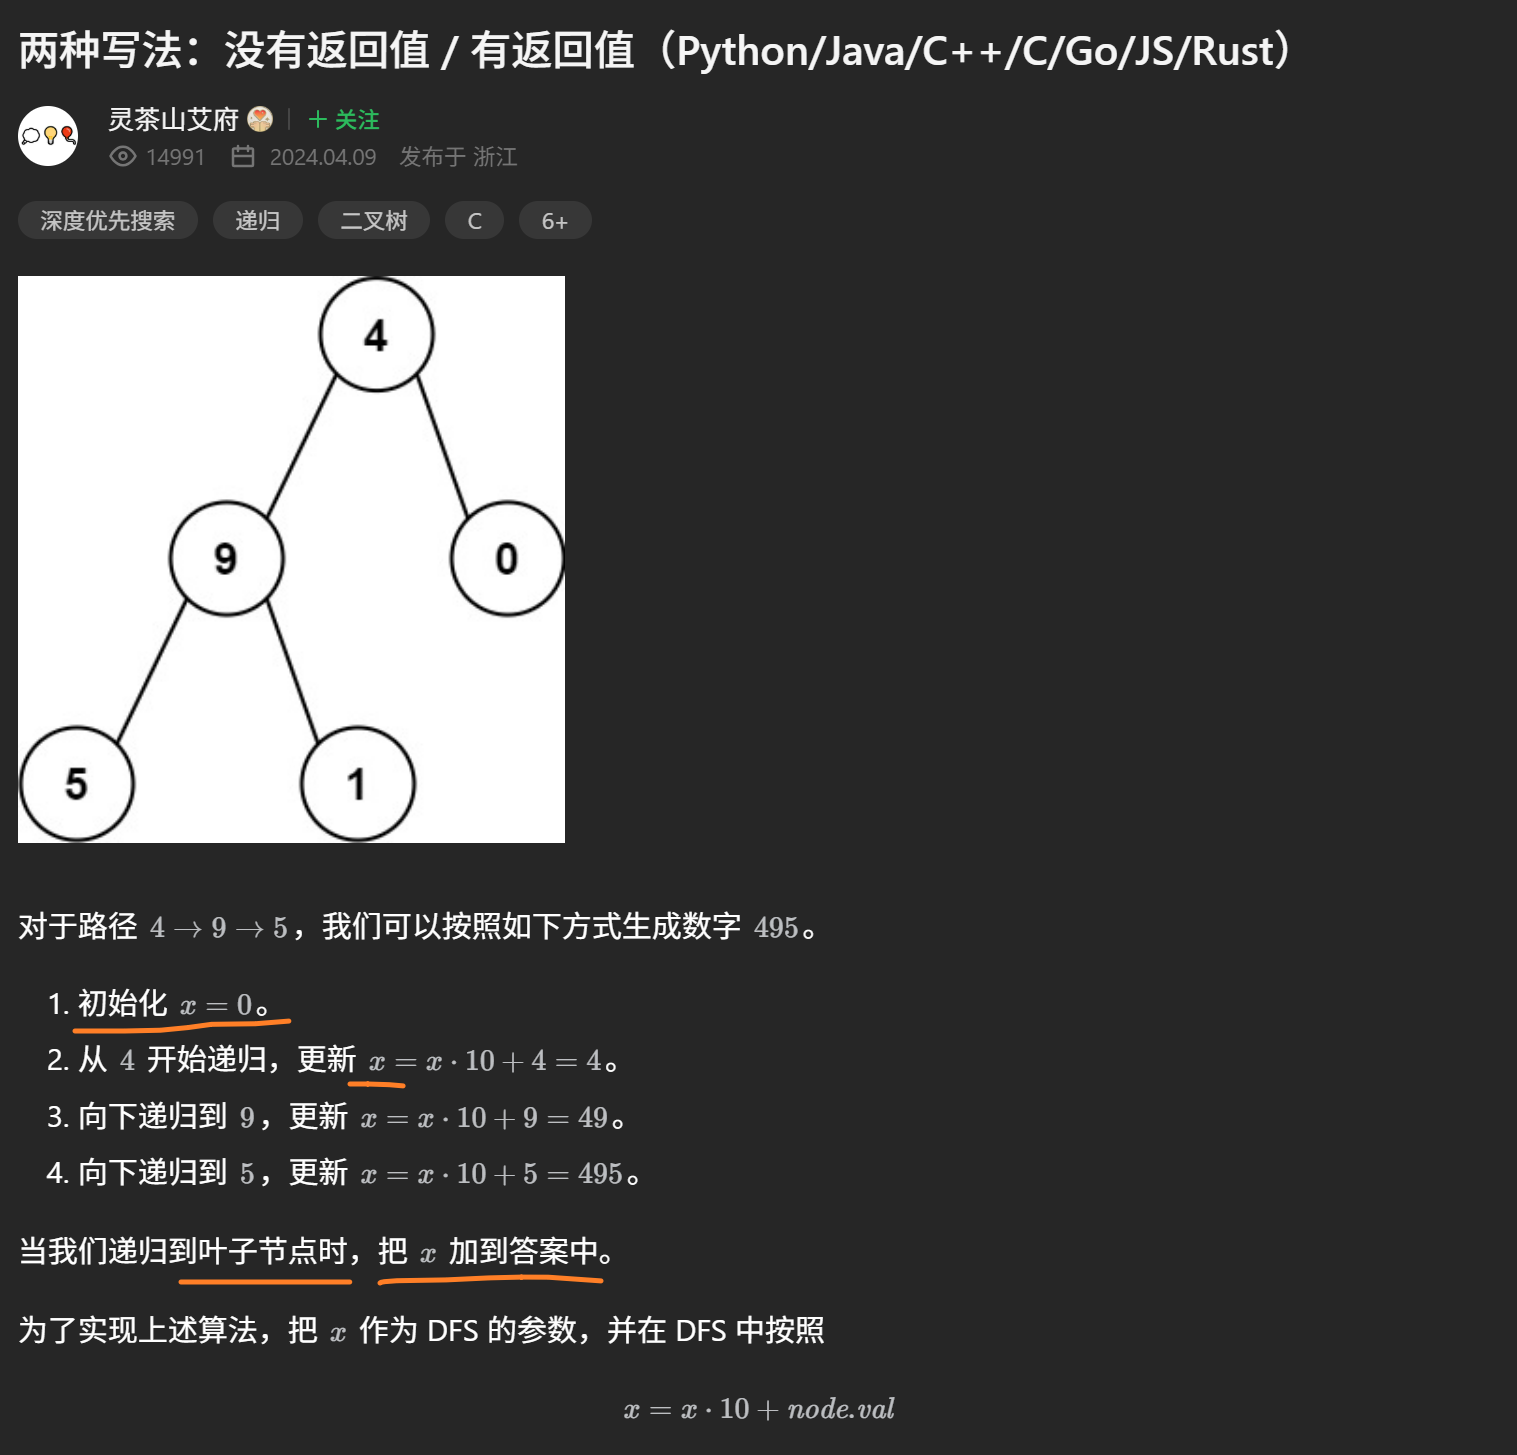 两种写法：没有返回值 / 有返回值（Python/Java/C++/C/Go/JS/Rust）
灵茶山艾府 + 关注
14991 2024.04.09 发布于 浙江
深度优先搜索 递归 二叉树 C 6+
4
9 0
5 1
对于路径 4 → 9 → 5，我们可以按照如下方式生成数字 495。
1. 初始化 x = 0。
2. 从 4 开始递归，更新 x = x · 10 + 4 = 4。
3. 向下递归到 9，更新 x = x · 10 + 9 = 49。
4. 向下递归到 5，更新 x = x · 10 + 5 = 495。
当我们递归到叶子节点时，把 x 加到答案中。
为了实现上述算法，把 x 作为 DFS 的参数，并在 DFS 中按照
x = x · 10 + node.val